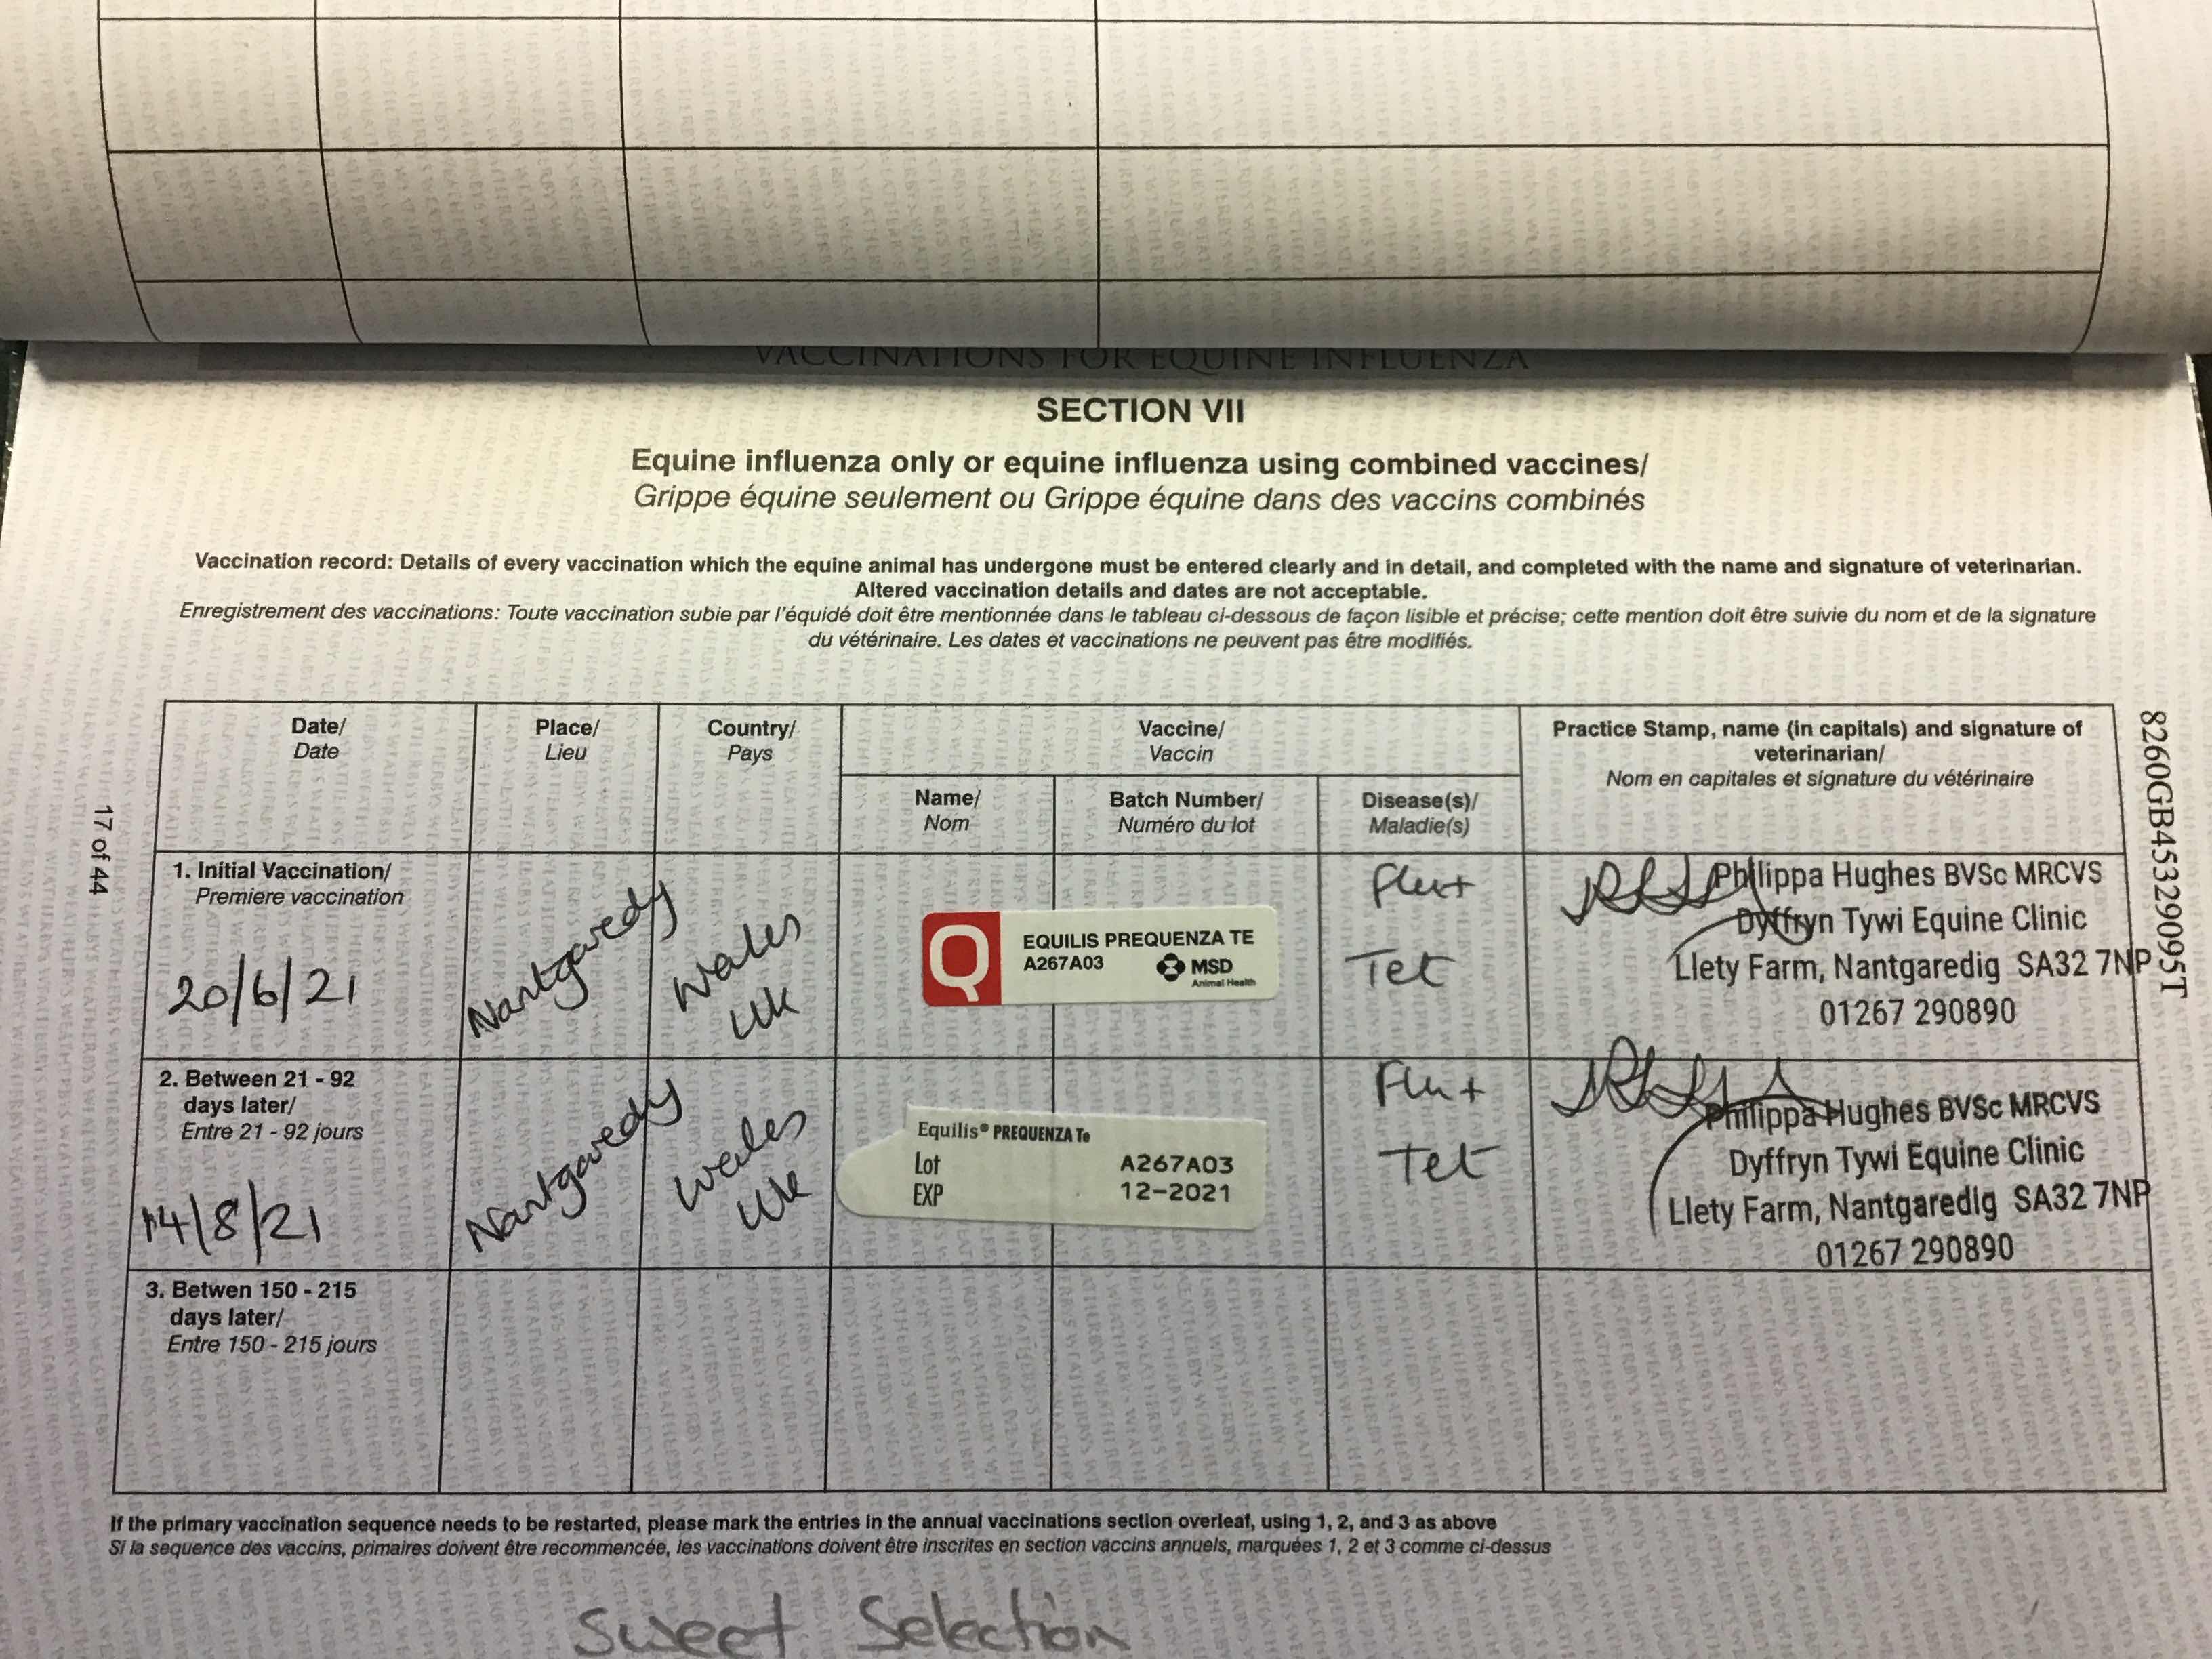 VACCINATIONS FOR EQUINE INFLUENZA
SECTION VII
Equine influenza only or equine influenza using combined vaccines/
Grippe équine seulement ou Grippe équine dans des vaccins combinés
Vaccination record: Details of every vaccination which the equine animal has undergone must be entered clearly and in detail, and completed with the name and signature of veterinarian.
Altered vaccination details and dates are not acceptable.
Enregistrement des vaccinations: Toute vaccination subie par l'équidé doit être mentionnée dans le tableau ci-dessous de façon lisible et précise; cette mention doit être suivie du nom et de la signature
du vétérinaire. Les dates et vaccinations ne peuvent pas être modifiés.
Date/
Date
Place/
Lieu
Country/
Pays
Vaccine/
Vaccin
Practice Stamp, name (in capitals) and signature of
veterinarian/
Nom en capitales et signature du vétérinaire
Name/
Nom
Batch Number/
Numéro du lot
Disease(s)/
Maladie(s)
1. Initial Vaccination/
Premiere vaccination
20/6/21
Nantgaredy
Wales
UK
EQUILIS PREQUENZA TE
A267A03
MSD
Animal Health
Flu+
Tet
Philippa Hughes BVSc MRCVS
Dyffryn Tywi Equine Clinic
Llety Farm, Nantgaredig SA32 7NP
01267 290890
2. Between 21 - 92
days later/
Entre 21 - 92 jours
14/8/21
Nantgaredy
Wales
UK
Equilis® PREQUENZA Te
Lot A267A03
EXP 12-2021
Flu +
Tet
Philippa Hughes BVSc MRCVS
Dyffryn Tywi Equine Clinic
Llety Farm, Nantgaredig SA32 7NP
01267 290890
3. Betwen 150 - 215
days later/
Entre 150 - 215 jours
If the primary vaccination sequence needs to be restarted, please mark the entries in the annual vaccinations section overleaf, using 1, 2, and 3 as above
Si la sequence des vaccins, primaires doivent être recommencée, les vaccinations doivent être inscrites en section vaccins annuels, marquées 1, 2 et 3 comme ci-dessus
Sweet Selection
17 of 44
8260GB45329095T